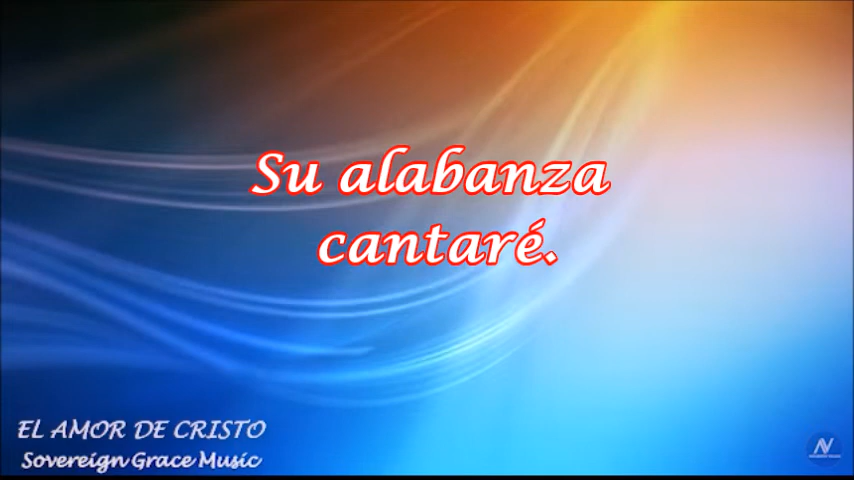 Su alabanza
cantaré.
EL AMOR DE CRISTO
Sovereign Grace Music